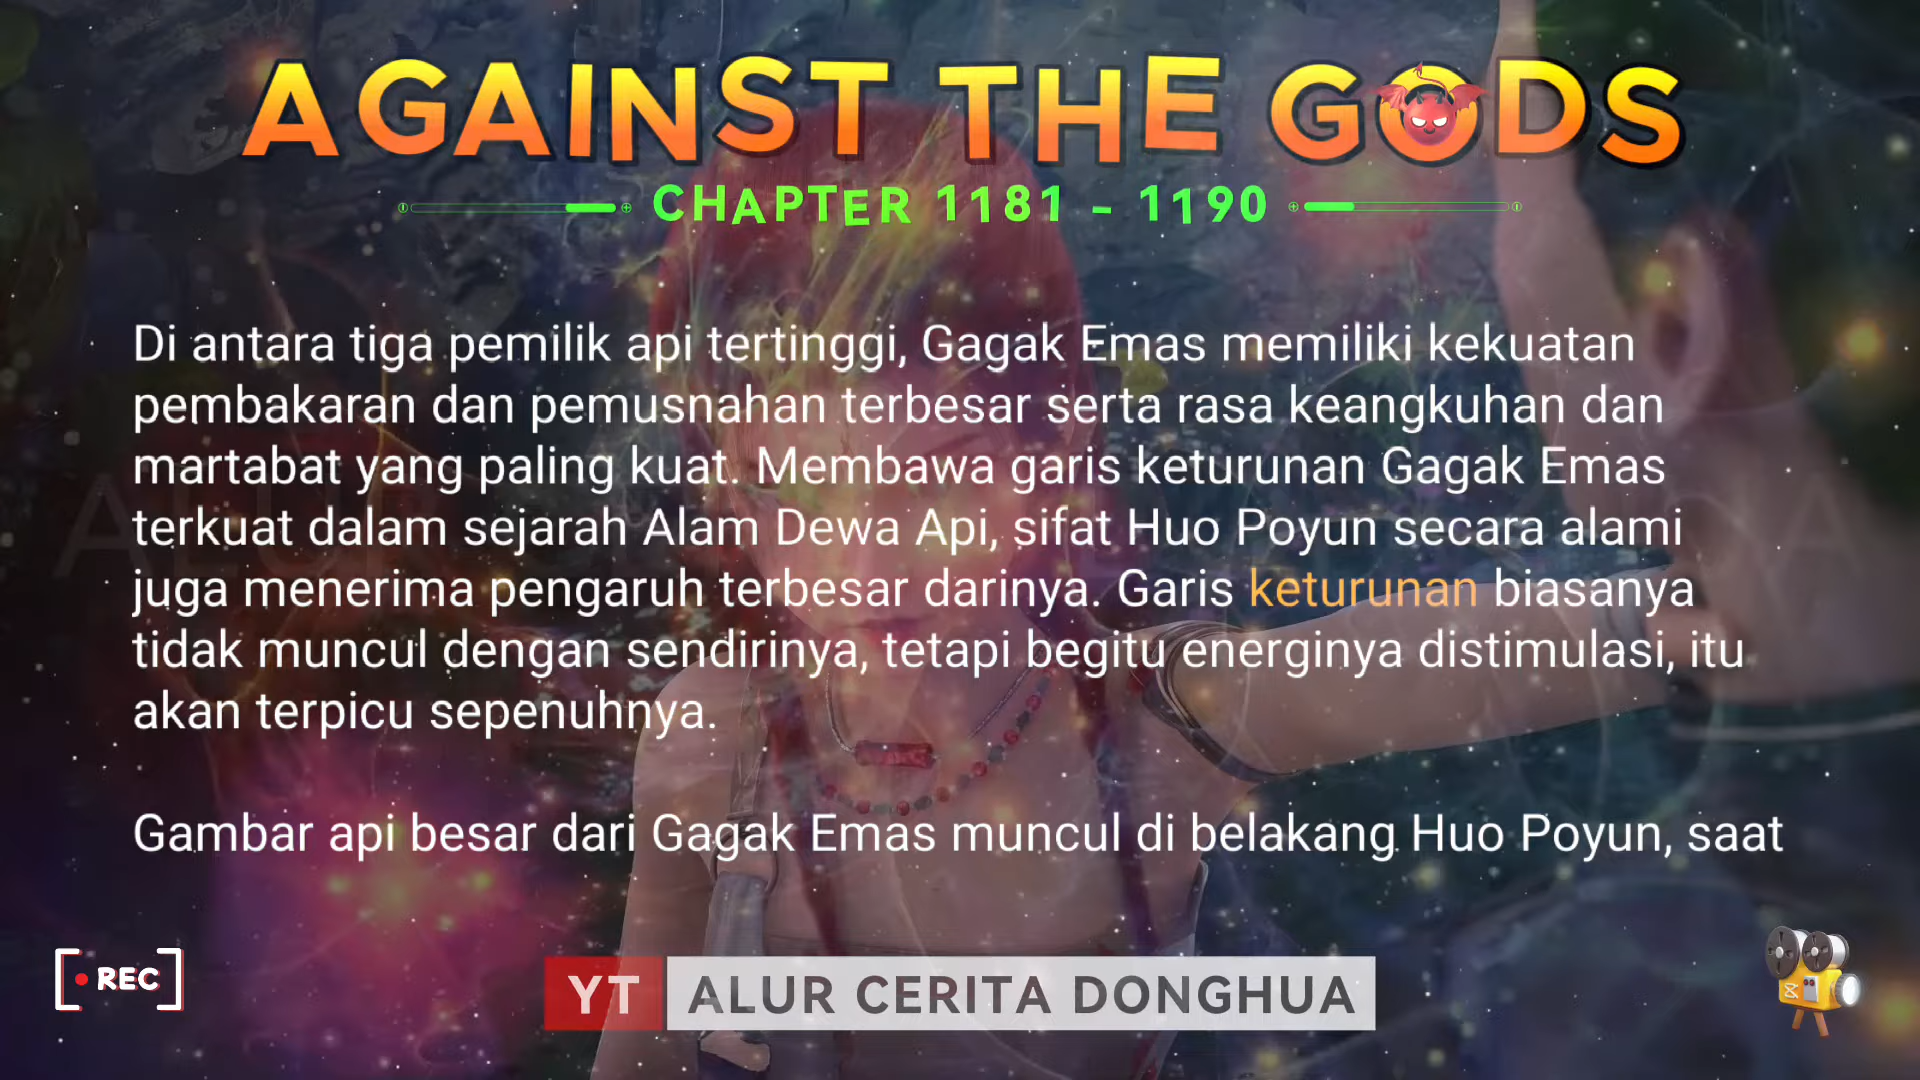 AGAINST THE GODS
CHAPTER 1181 - 1190
Di antara tiga pemilik api tertinggi, Gagak Emas memiliki kekuatan
pembakaran dan pemusnahan terbesar serta rasa keangkuhan dan
martabat yang paling kuat. Membawa garis keturunan Gagak Emas
terkuat dalam sejarah Alam Dewa Api, sifat Huo Poyun secara alami
juga menerima pengaruh terbesar darinya. Garis keturunan biasanya
tidak muncul dengan sendirinya, tetapi begitu energinya distimulasi, itu
akan terpicu sepenuhnya.
Gambar api besar dari Gagak Emas muncul di belakang Huo Poyun, saat
REC
YT ALUR CERITA DONGHUA